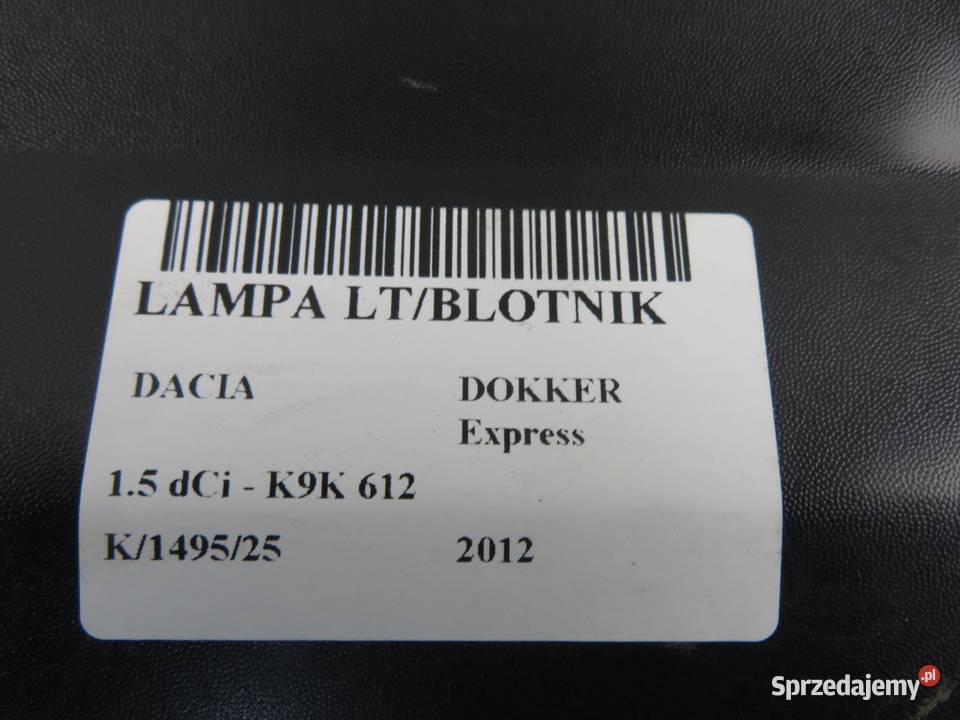 LAMPA LT/BLOTNIK
DACIA DOKKER
Express
1.5 dCi - K9K 612
K/1495/25 2012
Sprzedajemy.pl